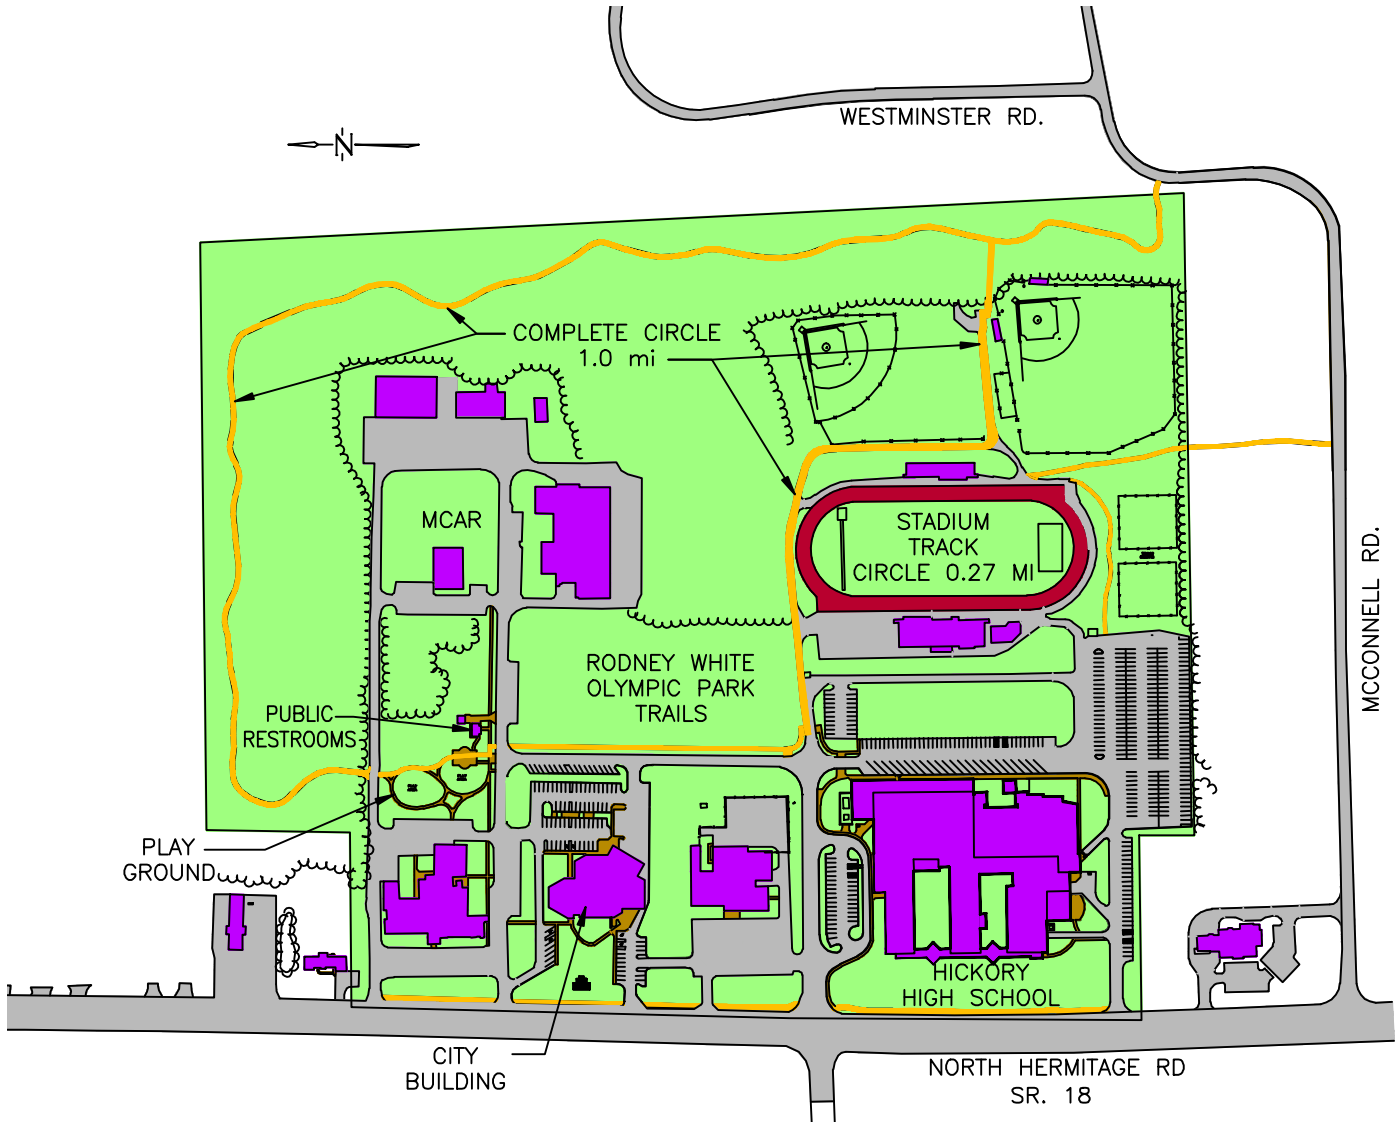 WESTMINSTER RD.
N
COMPLETE CIRCLE
1.0 mi
MCAR
STADIUM
TRACK
CIRCLE 0.27 MI
MCCONNELL RD.
RODNEY WHITE
OLYMPIC PARK
TRAILS
PUBLIC
RESTROOMS
PLAY
GROUND
HICKORY
HIGH SCHOOL
CITY
BUILDING
NORTH HERMITAGE RD
SR. 18